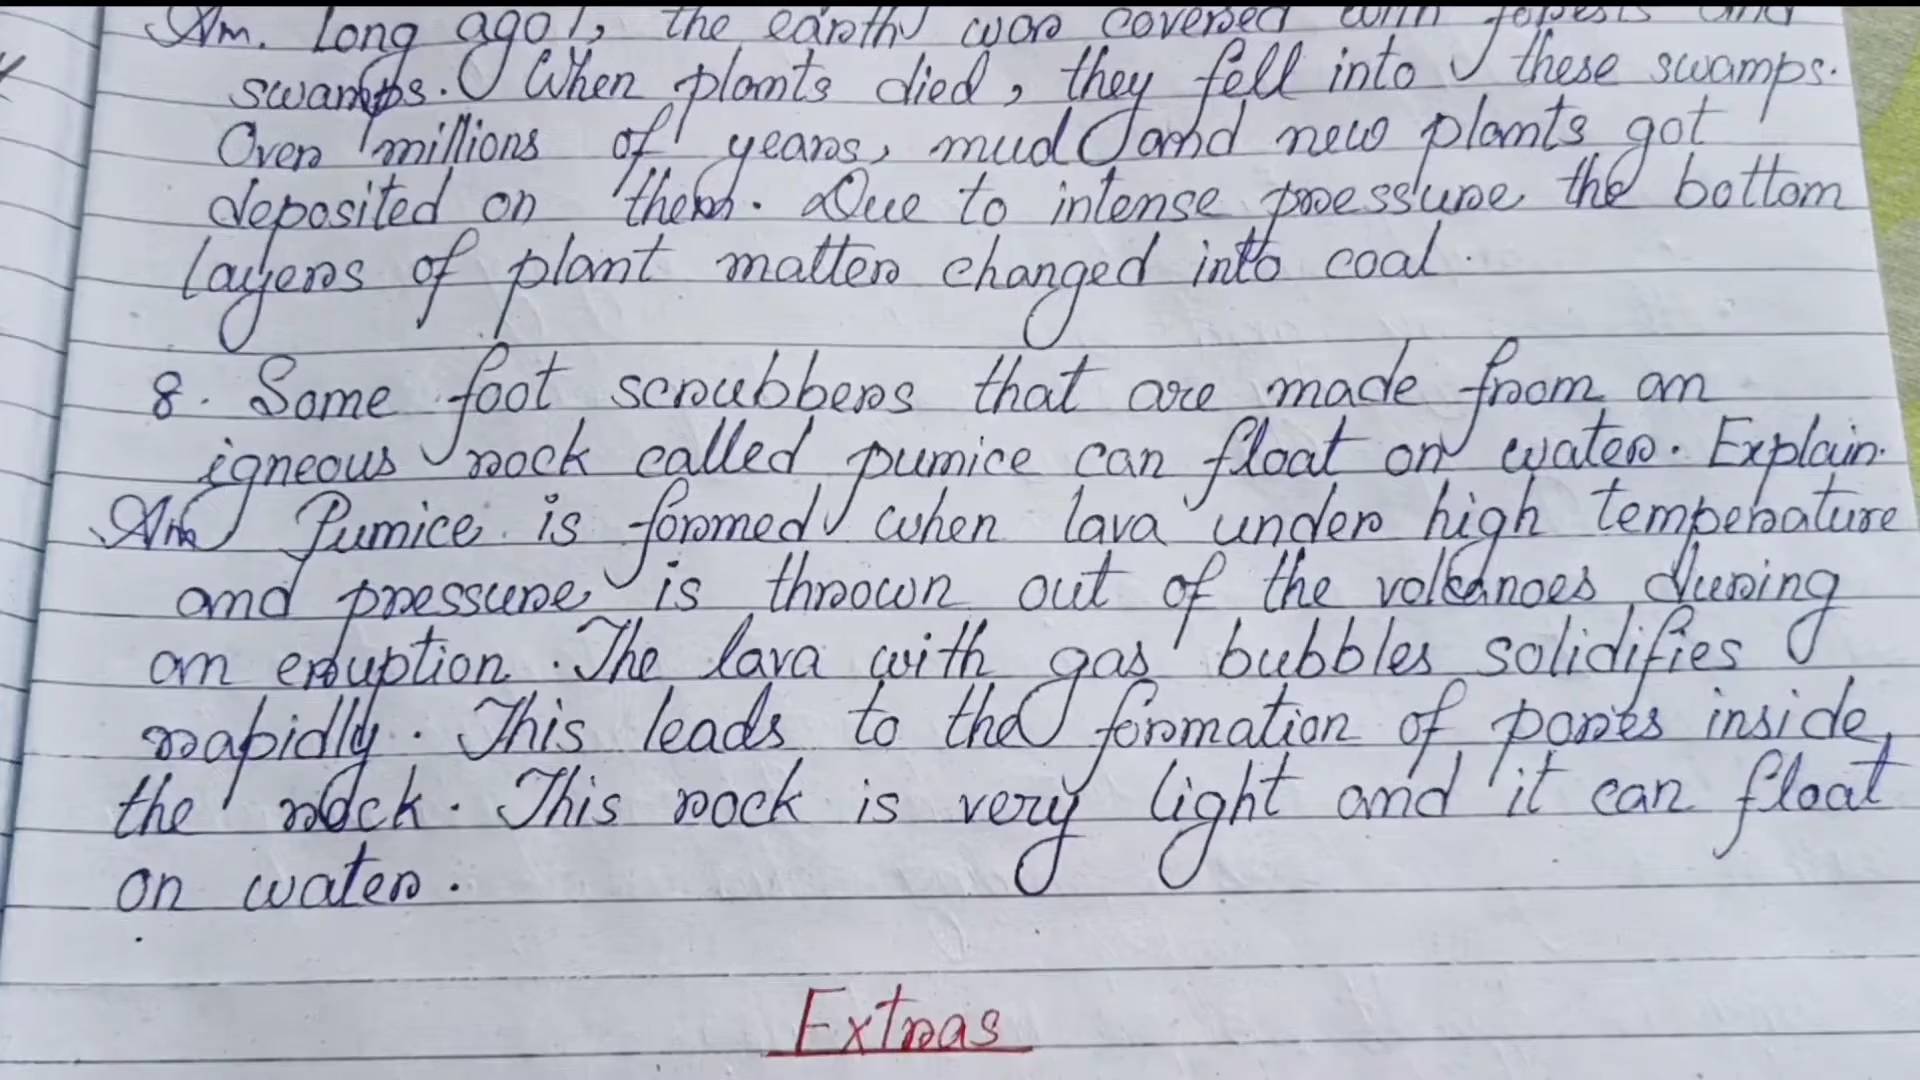 Ans. Long ago, the earth was covered with forests and
swamps. When plants died, they fell into these swamps.
Over millions of years, mud and new plants got
deposited on them. Due to intense pressure the bottom
layers of plant matter changed into coal.
8. Some foot scrubbers that are made from an
igneous rock called pumice can float on water. Explain.
Ans Pumice is formed when lava under high temperature
and pressure is thrown out of the volcanoes during
an eruption. The lava with gas bubbles solidifies
rapidly. This leads to the formation of pores inside
the rock. This rock is very light and it can float
on water.
Extras